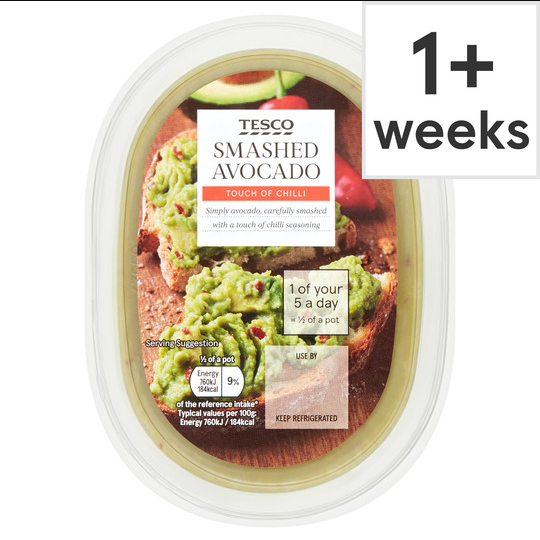 1+
weeks
TESCO
SMASHED
AVOCADO
TOUCH OF CHILLI
Simply avocado, carefully smashed
with a touch of chilli seasoning
1 of your
5 a day
= ½ of a pot
Serving Suggestion
½ of a pot
Energy
760kJ
184kcal
9%
of the reference intake*
Typical values per 100g:
Energy 760kJ / 184kcal
USE BY
KEEP REFRIGERATED